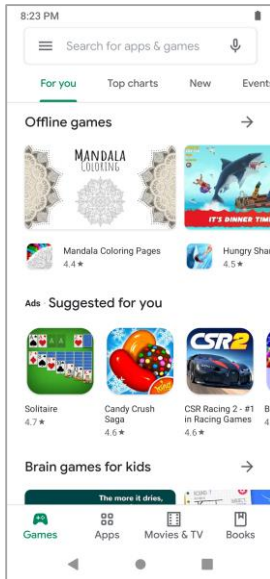 8:23 PM
Search for apps & games
For you Top charts New Events
Offline games
MANDALA
COLORING
IT'S DINNER TIM
Mandala Coloring Pages
4.4★
Hungry Shar
4.5★
Ads · Suggested for you
CSR2
Solitaire
4.7★
Candy Crush
Saga
4.6★
CSR Racing 2 - #1
in Racing Games
4.6★
B
4
Brain games for kids
The more it dries,
Games Apps Movies & TV Books